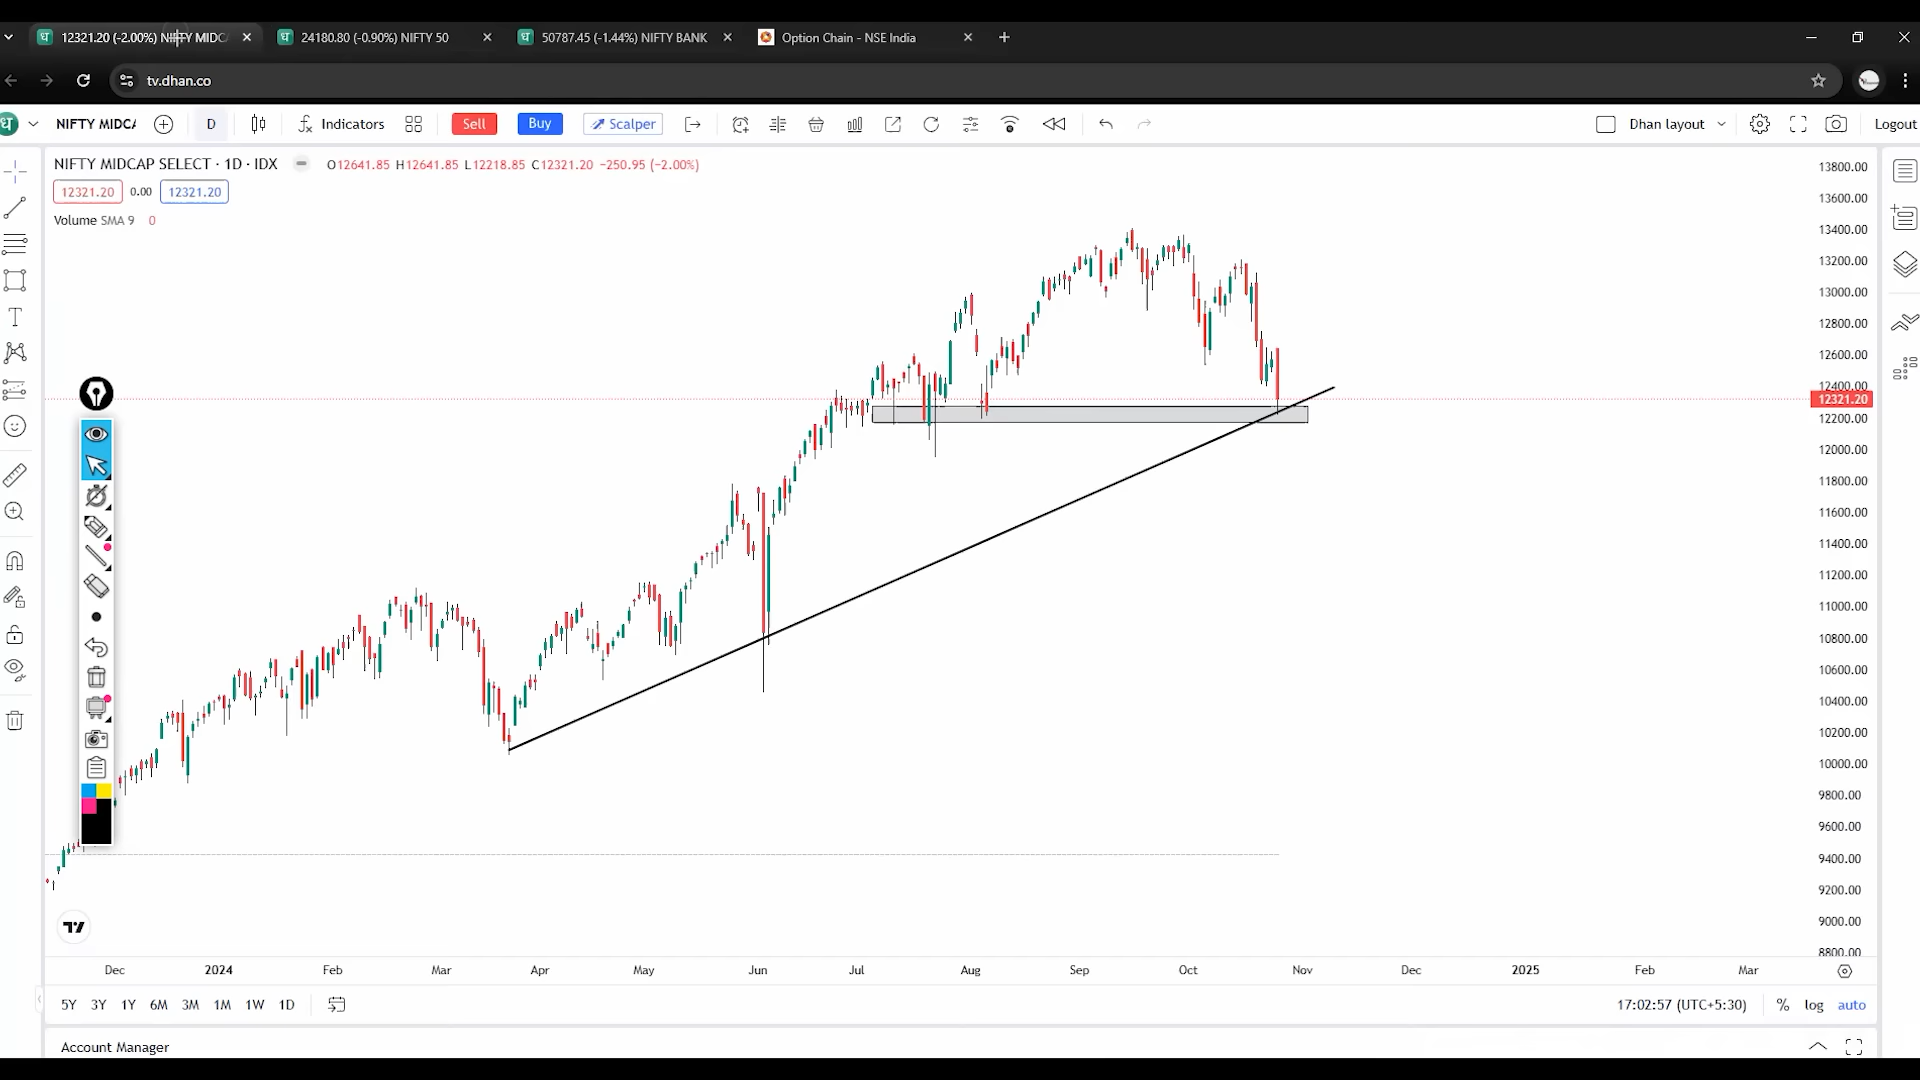 12321.20 (-2.00%) NIFTY MIDCA
24180.80 (-0.90%) NIFTY 50
50787.45 (-1.44%) NIFTY BANK
Option Chain - NSE India
tv.dhan.co
ध
NIFTY MIDCA
D
Indicators
Sell
Buy
Scalper
Dhan layout
Logout
NIFTY MIDCAP SELECT · 1D · IDX
O12641.85 H12641.85 L12218.85 C12321.20 −250.95 (−2.00%)
12321.20 0.00 12321.20
Volume SMA 9 0
13800.00
13600.00
13400.00
13200.00
13000.00
12800.00
12600.00
12400.00
12321.20
12200.00
12000.00
11800.00
11600.00
11400.00
11200.00
11000.00
10800.00
10600.00
10400.00
10200.00
10000.00
9800.00
9600.00
9400.00
9200.00
9000.00
8800.00
Dec 2024 Feb Mar Apr May Jun Jul Aug Sep Oct Nov Dec 2025 Feb Mar
5Y 3Y 1Y 6M 3M 1M 1W 1D
17:02:57 (UTC+5:30) % log auto
Account Manager